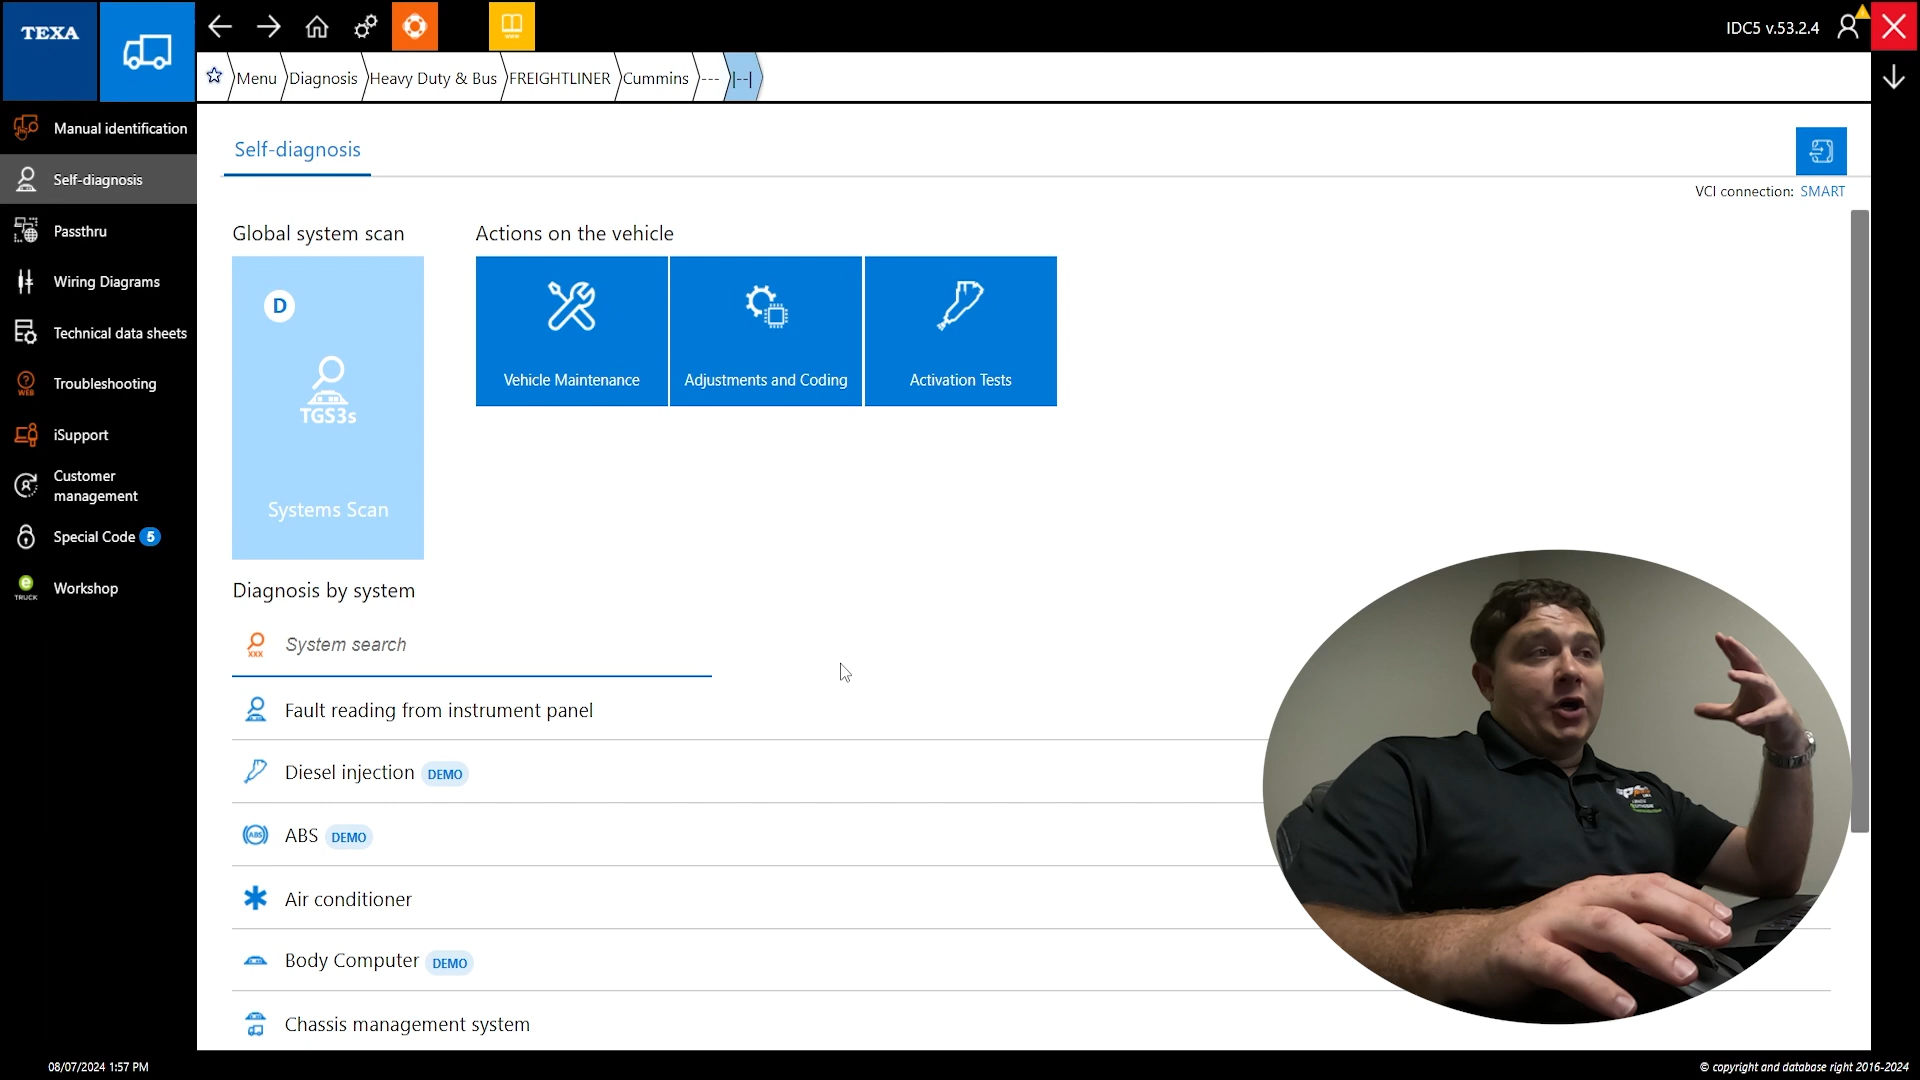 TEXA
IDC5 v.53.2.4
Menu
Diagnosis
Heavy Duty & Bus
FREIGHTLINER
Cummins
---
|--|
Manual identification
Self-diagnosis
Passthru
Wiring Diagrams
Technical data sheets
WEB
Troubleshooting
iSupport
Customer
management
Special Code 5
e
TRUCK
Workshop
Self-diagnosis
VCI connection: SMART
Global system scan
D
TGS3s
Systems Scan
Actions on the vehicle
Vehicle Maintenance
Adjustments and Coding
Activation Tests
Diagnosis by system
XXX
System search
Fault reading from instrument panel
Diesel injection DEMO
ABS
ABS DEMO
Air conditioner
Body Computer DEMO
Chassis management system
08/07/2024 1:57 PM
© copyright and database right 2016-2024